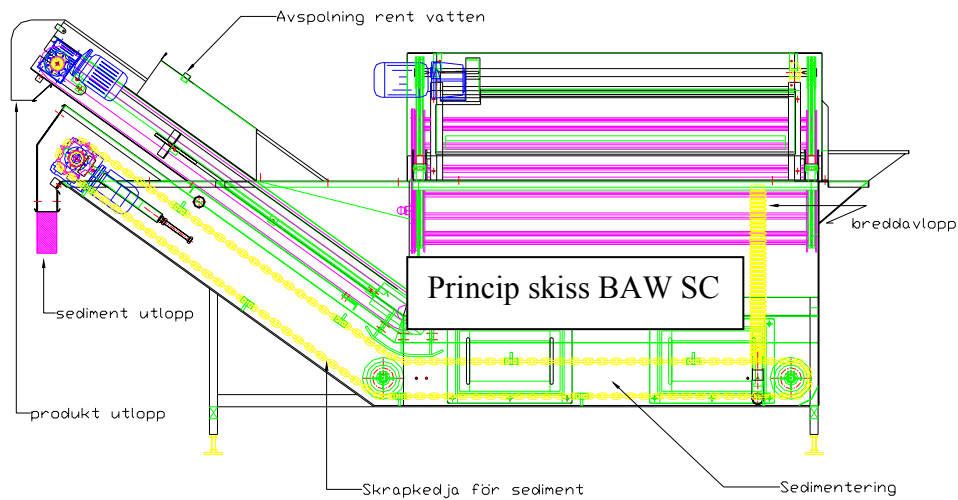 Avspolning rent vatten
breddavlopp
Princip skiss BAW SC
sediment utlopp
produkt utlopp
Skrapkedja för sediment
Sedimentering